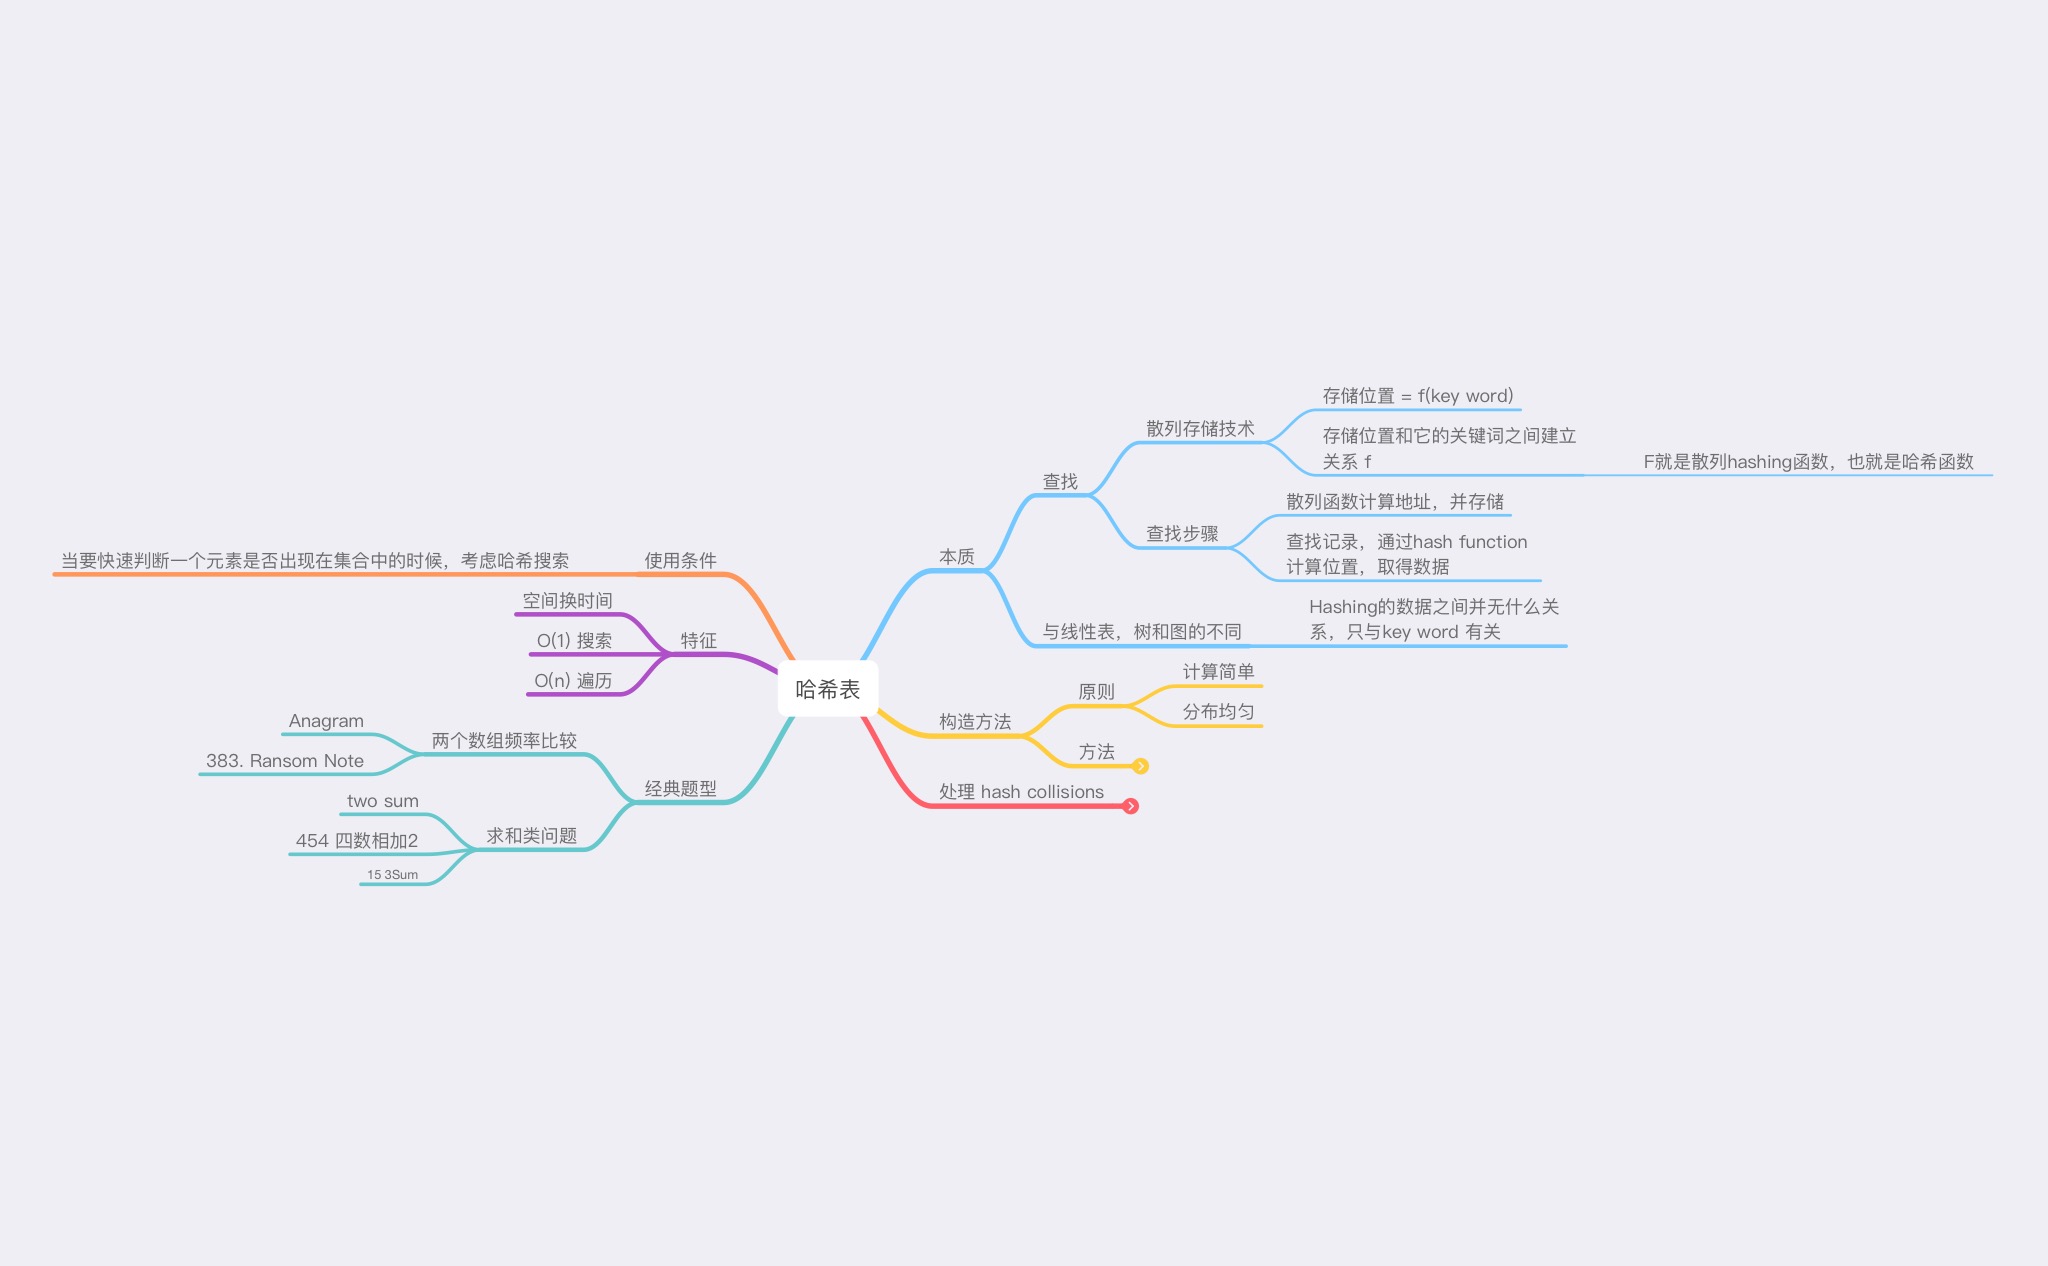 哈希表
本质
查找
散列存储技术
存储位置 = f(key word)
存储位置和它的关键词之间建立
关系 f
F就是散列hashing函数，也就是哈希函数
查找步骤
散列函数计算地址，并存储
查找记录，通过hash function
计算位置，取得数据
与线性表，树和图的不同
Hashing的数据之间并无什么关
系，只与key word 有关
构造方法
原则
计算简单
分布均匀
方法
处理 hash collisions
使用条件
当要快速判断一个元素是否出现在集合中的时候，考虑哈希搜索
特征
空间换时间
O(1) 搜索
O(n) 遍历
经典题型
两个数组频率比较
Anagram
383. Ransom Note
求和类问题
two sum
454 四数相加2
15 3Sum